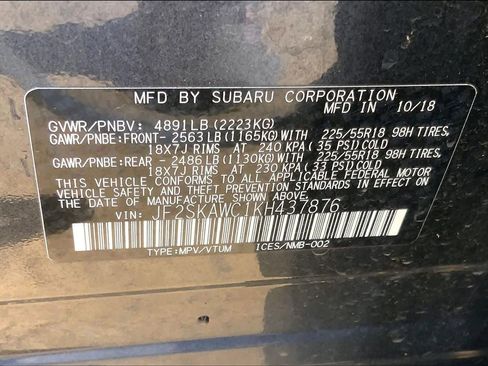 MFD BY SUBARU CORPORATION
MFD IN 10/18
GVWR/PNBV: 4891LB(2223KG)
GAWR/PNBE:FRONT- 2563LB(1165KG)WITH 225/55R18 98H TIRES,
18X7J RIMS AT 240 KPA( 35 PSI)COLD
GAWR/PNBE:REAR - 2486LB(1130KG)WITH 225/55R18 98H TIRES,
18X7J RIMS AT 230 KPA( 33 PSI)COLD
THIS VEHICLE CONFORMS TO ALL APPLICABLE FEDERAL MOTOR
VEHICLE SAFETY AND THEFT PREVENTION STANDARDS IN EFFECT ON
THE DATE OF MANUFACTURE SHOWN ABOVE.
VIN: JF2SKAWC1KH437876
TYPE:MPV/VTUM ICES/NMB-002